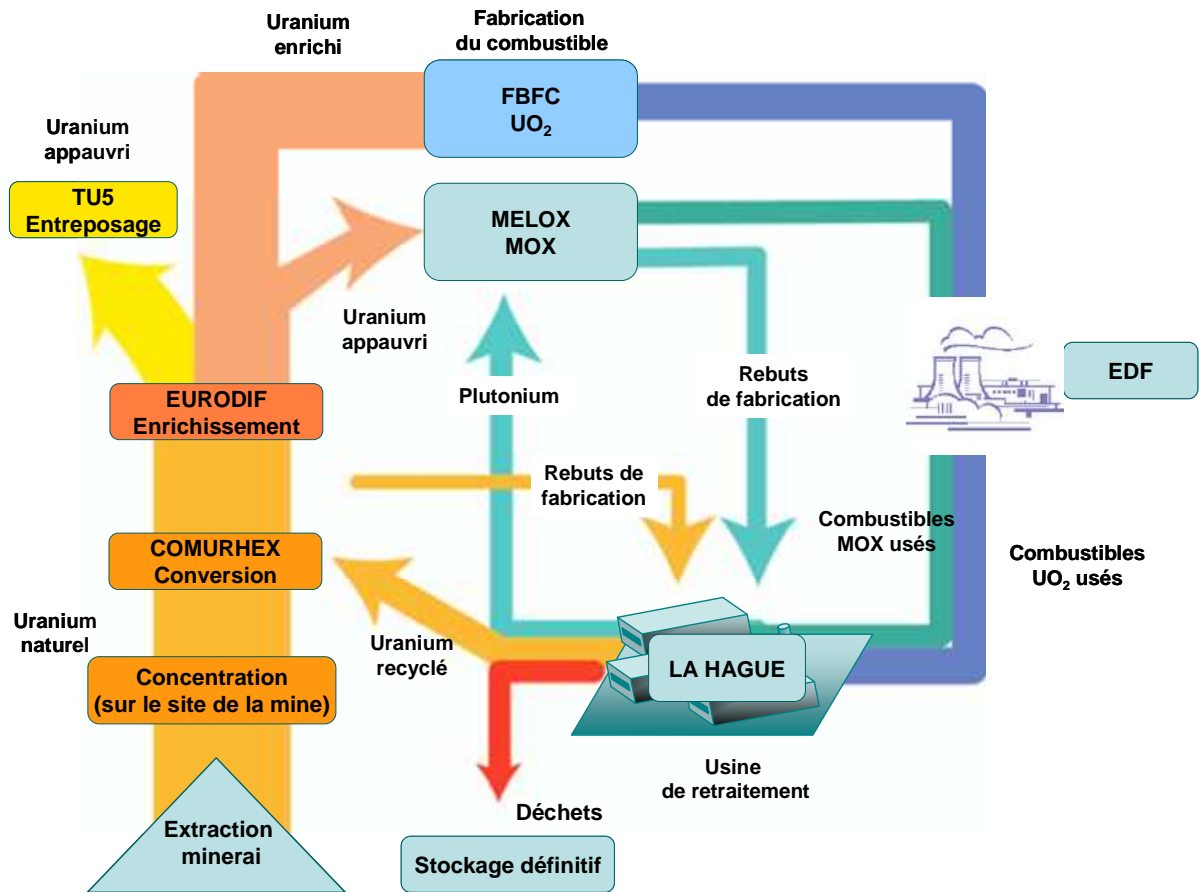 Uranium
enrichi
Fabrication
du combustible
FBFC
UO₂
Uranium
appauvri
TU5
Entreposage
MELOX
MOX
Uranium
appauvri
Plutonium
Rebuts
de fabrication
EDF
EURODIF
Enrichissement
Rebuts de
fabrication
COMURHEX
Conversion
Combustibles
MOX usés
Combustibles
UO₂ usés
Uranium
naturel
Uranium
recyclé
Concentration
(sur le site de la mine)
LA HAGUE
Usine
de retraitement
Déchets
Extraction
minerai
Stockage définitif